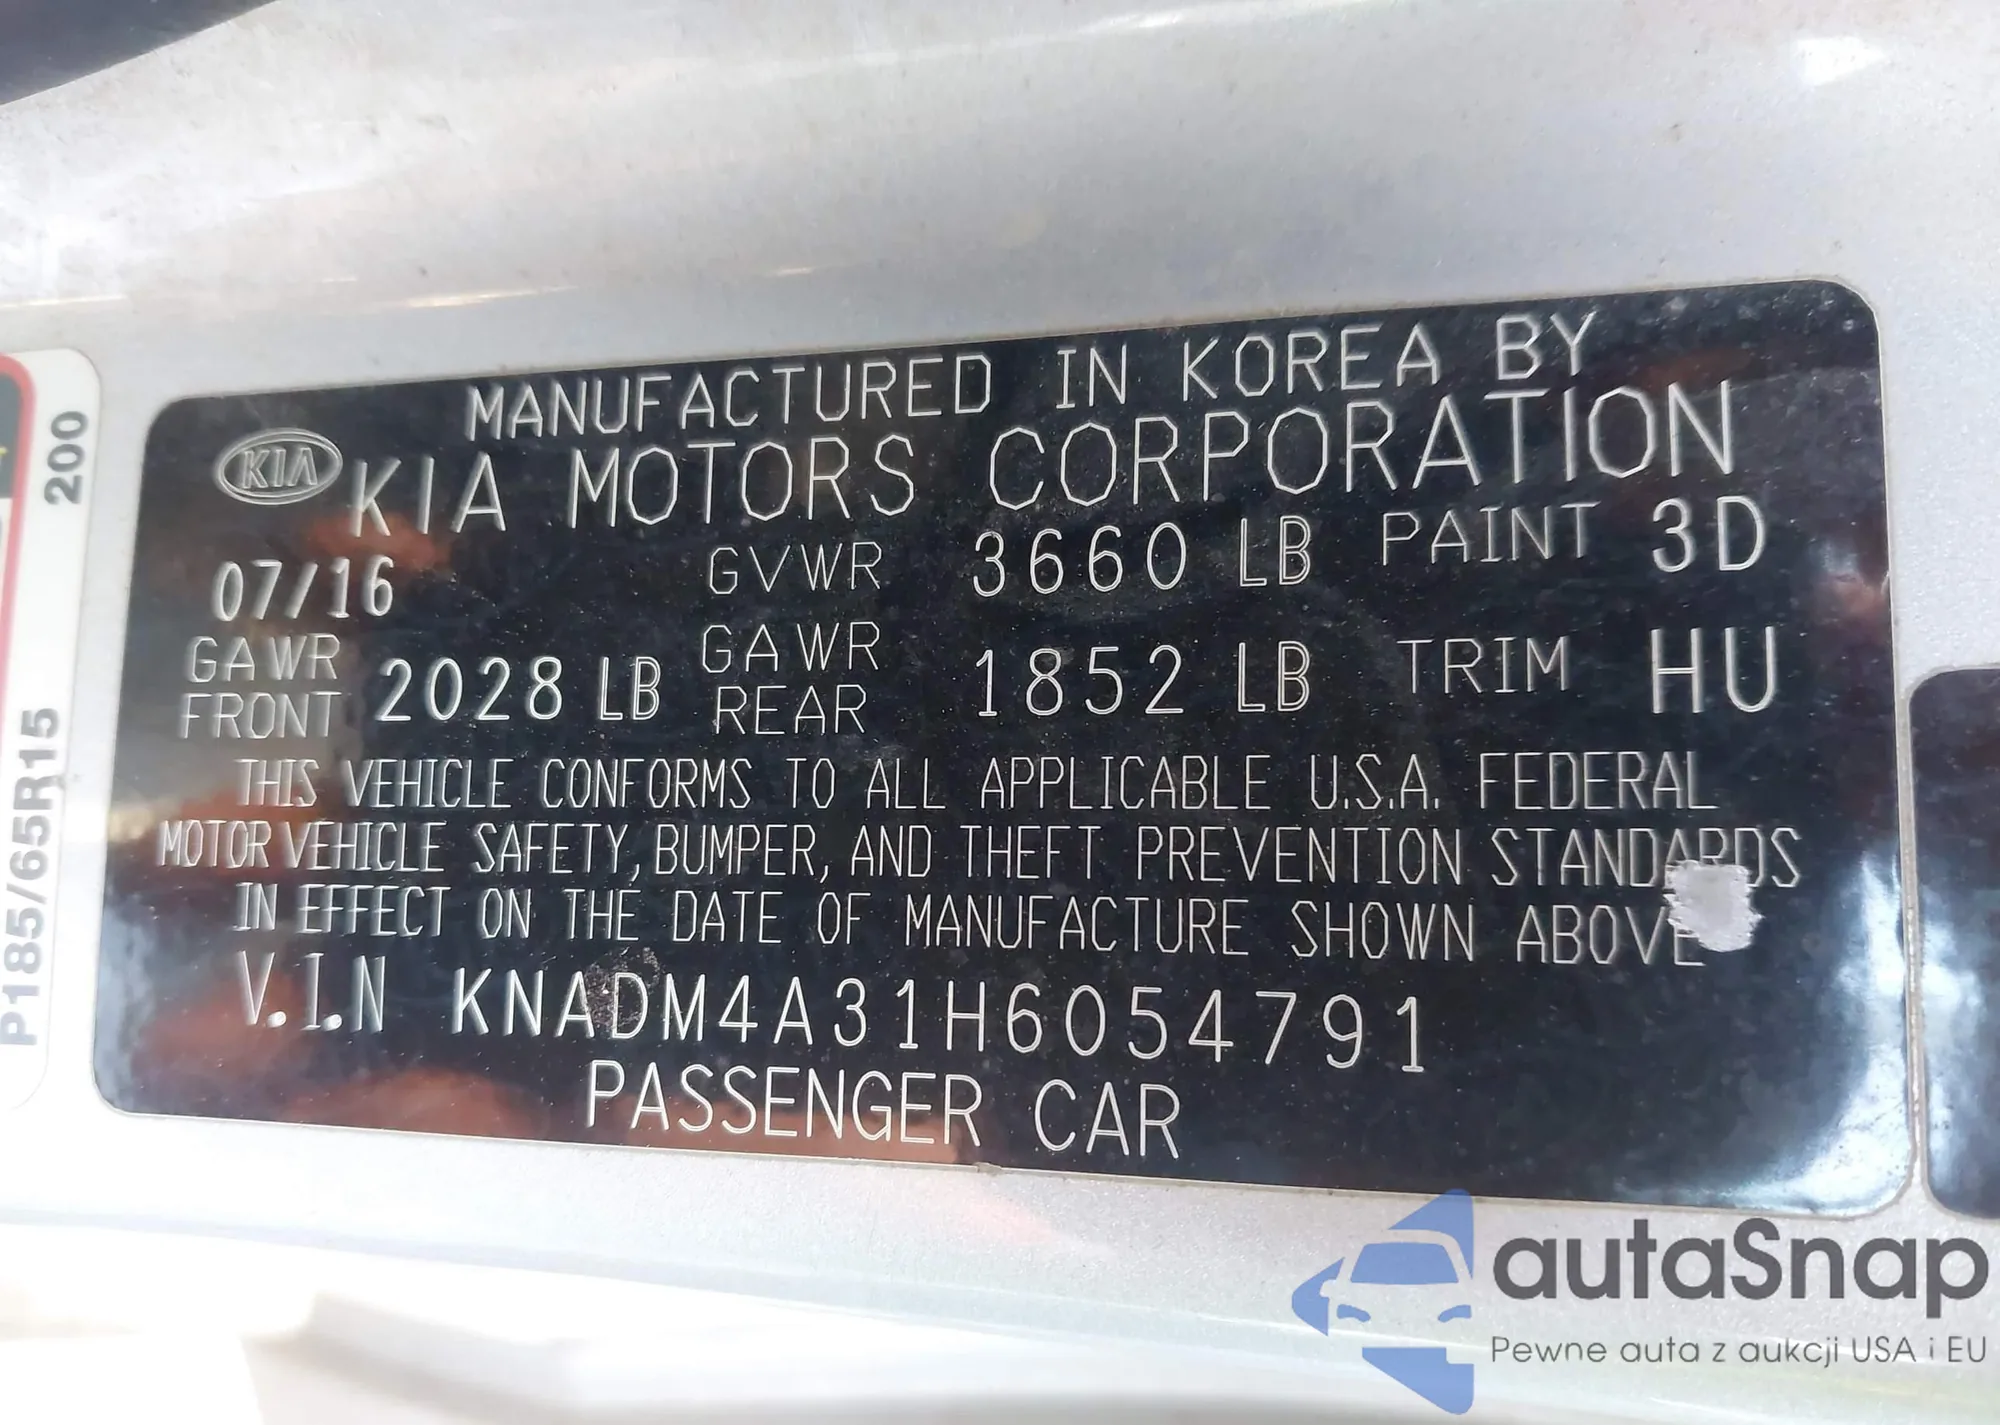 MANUFACTURED IN KOREA BY
KIA KIA MOTORS CORPORATION
07/16 GVWR 3660 LB PAINT 3D
GAWR FRONT 2028 LB GAWR REAR 1852 LB TRIM HU
THIS VEHICLE CONFORMS TO ALL APPLICABLE U.S.A. FEDERAL
MOTOR VEHICLE SAFETY, BUMPER, AND THEFT PREVENTION STANDARDS
IN EFFECT ON THE DATE OF MANUFACTURE SHOWN ABOVE
V.I.N KNADM4A31H6054791
PASSENGER CAR
P185/65R15
200
autaSnap
Pewne auta z aukcji USA i EU